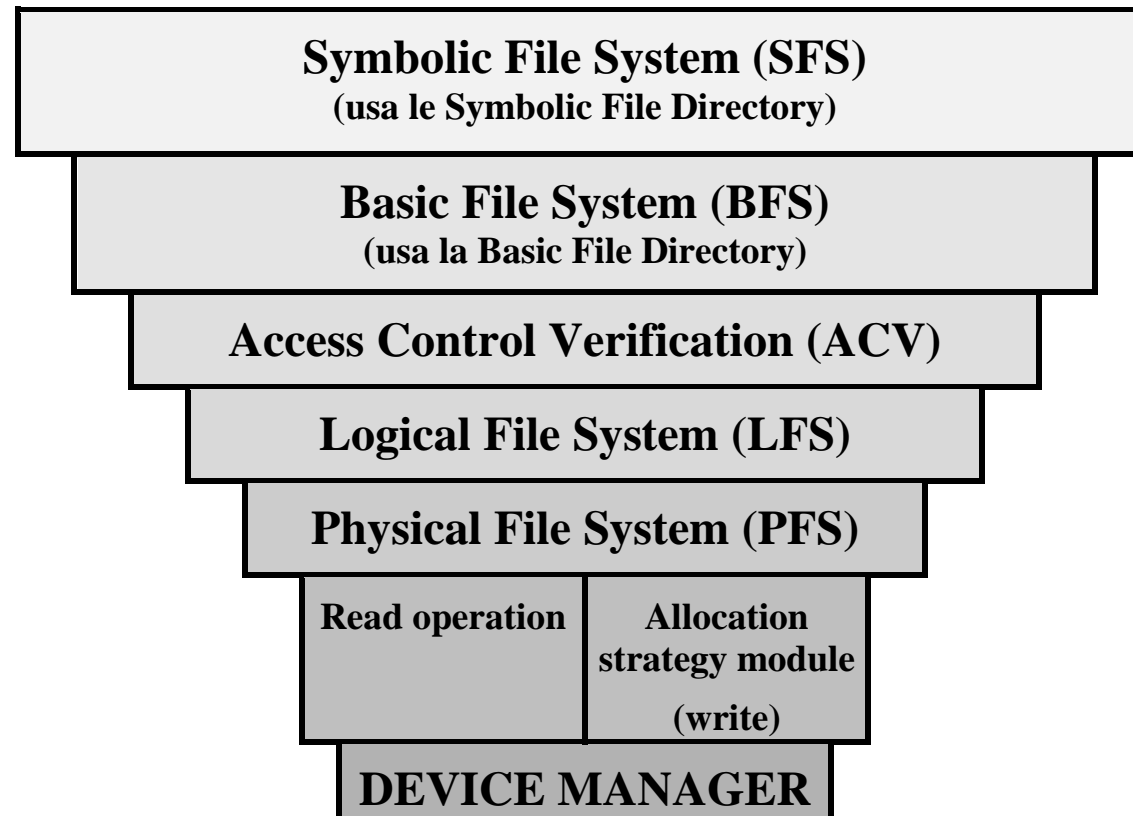 Symbolic File System (SFS)
(usa le Symbolic File Directory)
Basic File System (BFS)
(usa la Basic File Directory)
Access Control Verification (ACV)
Logical File System (LFS)
Physical File System (PFS)
Read operation
Allocation
strategy module
(write)
DEVICE MANAGER